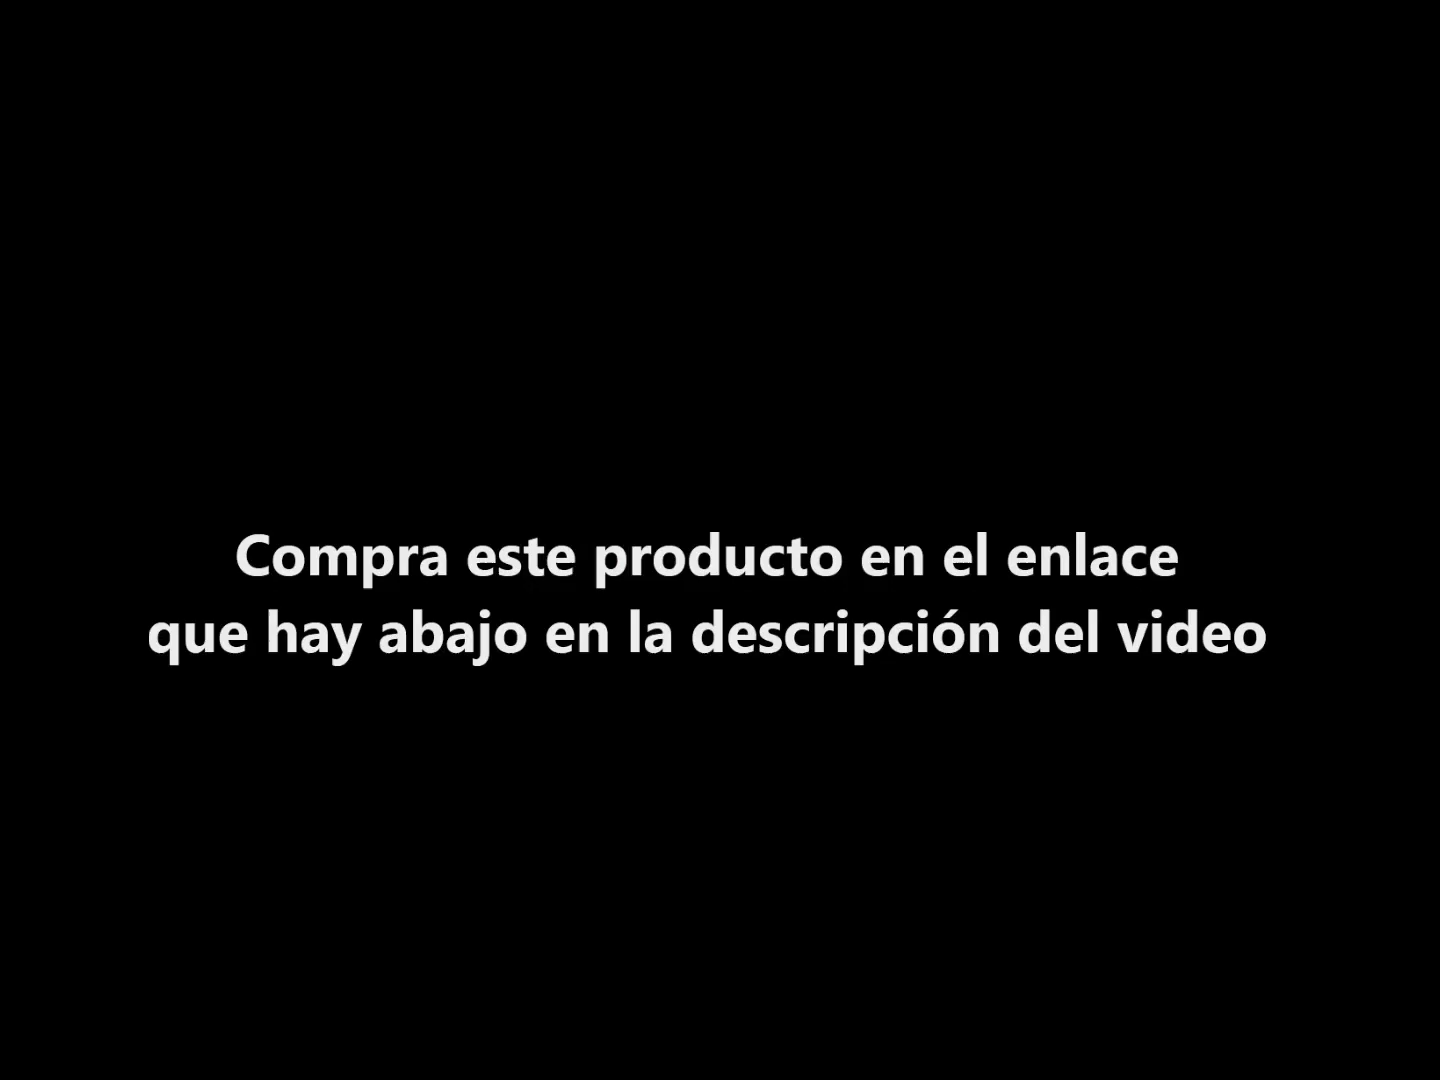 Compra este producto en el enlace
que hay abajo en la descripción del video